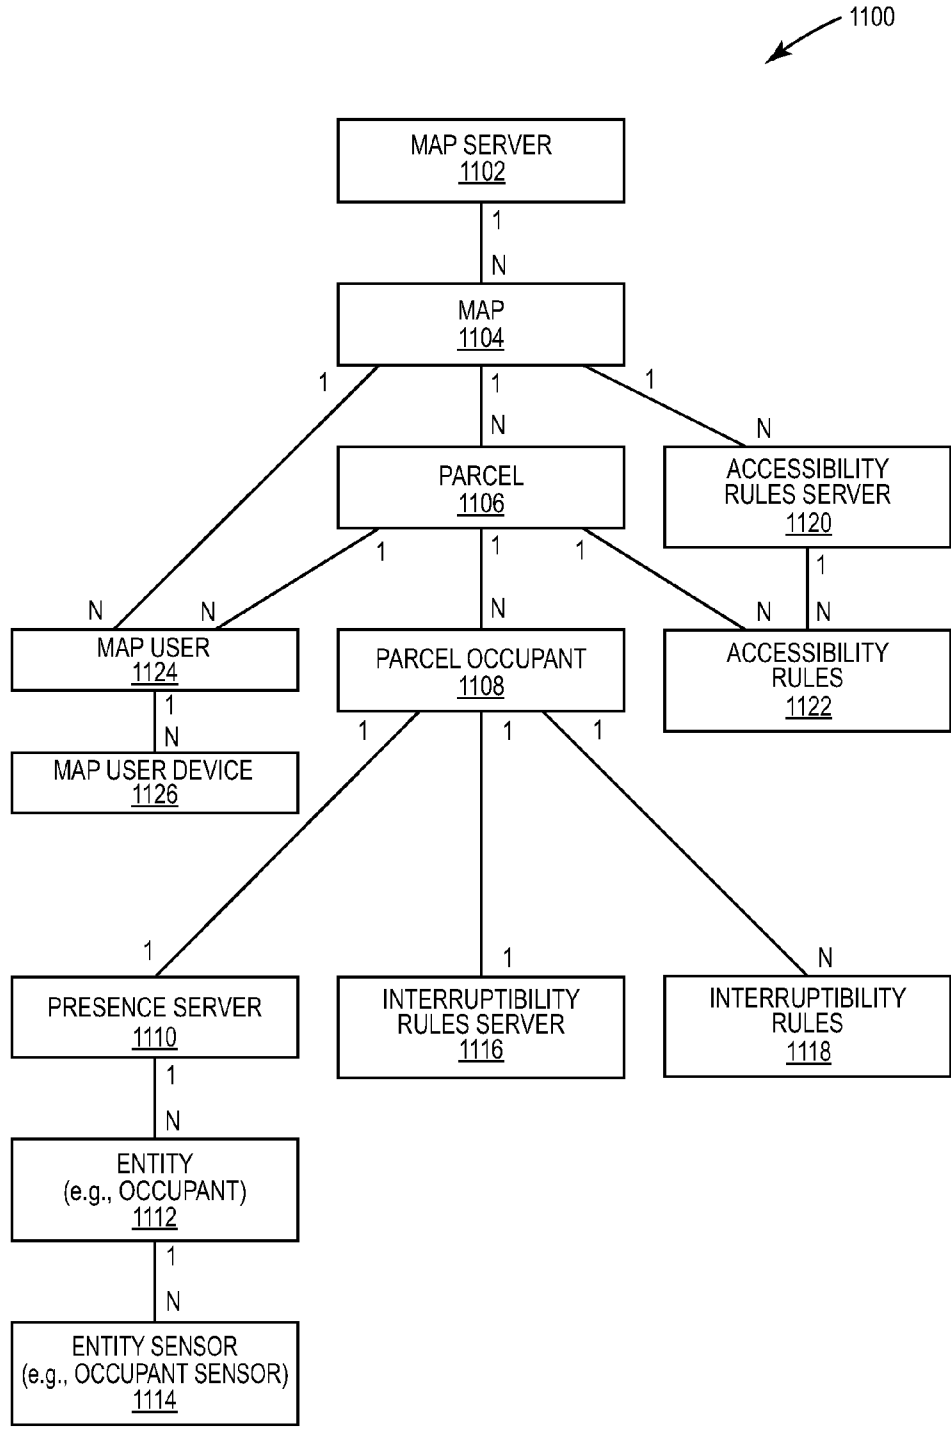 1100
MAP SERVER
1102
1
N
MAP
1104
1
1
1
N
N
PARCEL
1106
ACCESSIBILITY
RULES SERVER
1120
1
1
1
1
N
N
N
N
N
MAP USER
1124
PARCEL OCCUPANT
1108
ACCESSIBILITY
RULES
1122
1
N
1
1
1
MAP USER DEVICE
1126
1
1
N
PRESENCE SERVER
1110
INTERRUPTIBILITY
RULES SERVER
1116
INTERRUPTIBILITY
RULES
1118
1
N
ENTITY
(e.g., OCCUPANT)
1112
1
N
ENTITY SENSOR
(e.g., OCCUPANT SENSOR)
1114